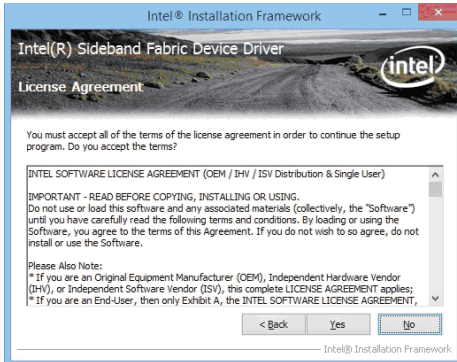 Intel® Installation Framework
Intel(R) Sideband Fabric Device Driver
intel
License Agreement
You must accept all of the terms of the license agreement in order to continue the setup
program. Do you accept the terms?
INTEL SOFTWARE LICENSE AGREEMENT (OEM / IHV / ISV Distribution & Single User)
IMPORTANT - READ BEFORE COPYING, INSTALLING OR USING.
Do not use or load this software and any associated materials (collectively, the "Software")
until you have carefully read the following terms and conditions. By loading or using the
Software, you agree to the terms of this Agreement. If you do not wish to so agree, do not
install or use the Software.
Please Also Note:
* If you are an Original Equipment Manufacturer (OEM), Independent Hardware Vendor
(IHV), or Independent Software Vendor (ISV), this complete LICENSE AGREEMENT applies;
* If you are an End-User, then only Exhibit A, the INTEL SOFTWARE LICENSE AGREEMENT,
< Back Yes No
Intel® Installation Framework